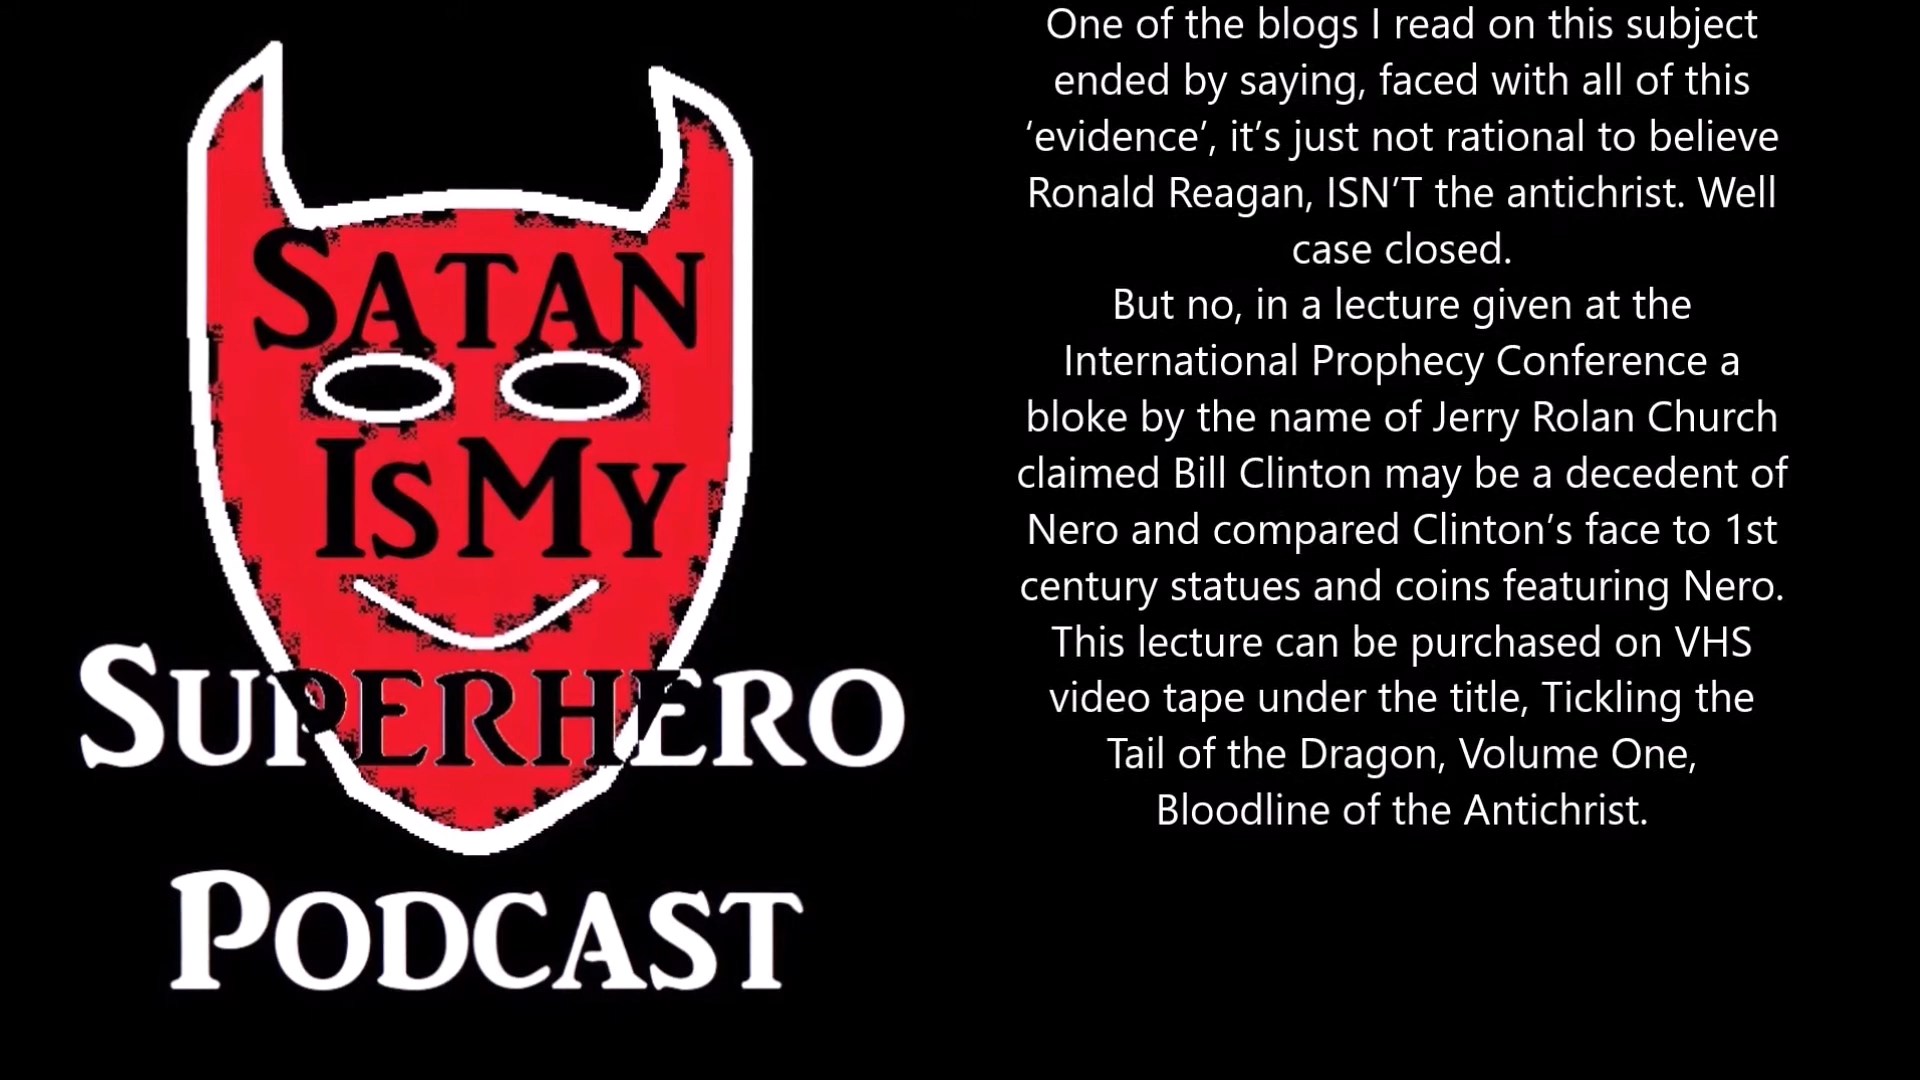 SATAN
IS MY
SUPERHERO
PODCAST
One of the blogs I read on this subject
ended by saying, faced with all of this
‘evidence’, it’s just not rational to believe
Ronald Reagan, ISN’T the antichrist. Well
case closed.
But no, in a lecture given at the
International Prophecy Conference a
bloke by the name of Jerry Rolan Church
claimed Bill Clinton may be a decedent of
Nero and compared Clinton’s face to 1st
century statues and coins featuring Nero.
This lecture can be purchased on VHS
video tape under the title, Tickling the
Tail of the Dragon, Volume One,
Bloodline of the Antichrist.